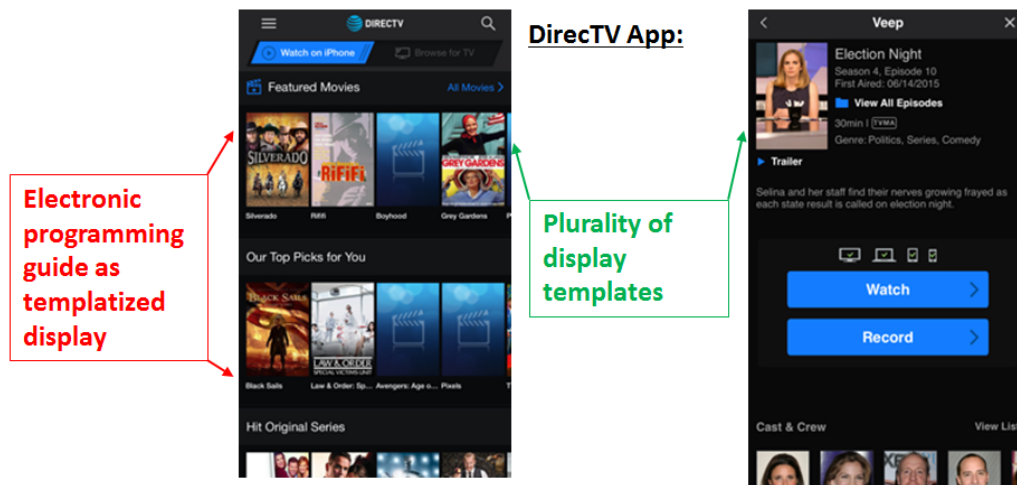 DIRECTV
Watch on iPhone
Browse for TV
Featured Movies
All Movies
SILVERADO
RiFiFi
GREY GARDENS
Silverado
Rififi
Boyhood
Grey Gardens
P
Our Top Picks for You
BLACK SAILS
LAW & ORDER
SPECIAL VICTIMS UNIT
Black Sails
Law & Order: Sp...
Avengers: Age o...
Pixels
T
Hit Original Series
Electronic
programming
guide as
templatized
display
DirecTV App:
Plurality of
display
templates
Veep
Election Night
Season 4, Episode 10
First Aired: 06/14/2015
View All Episodes
30min | TVMA
Genre: Politics, Series, Comedy
Trailer
Selina and her staff find their nerves growing frayed as
each state result is called on election night.
Watch
Record
Cast & Crew
View List